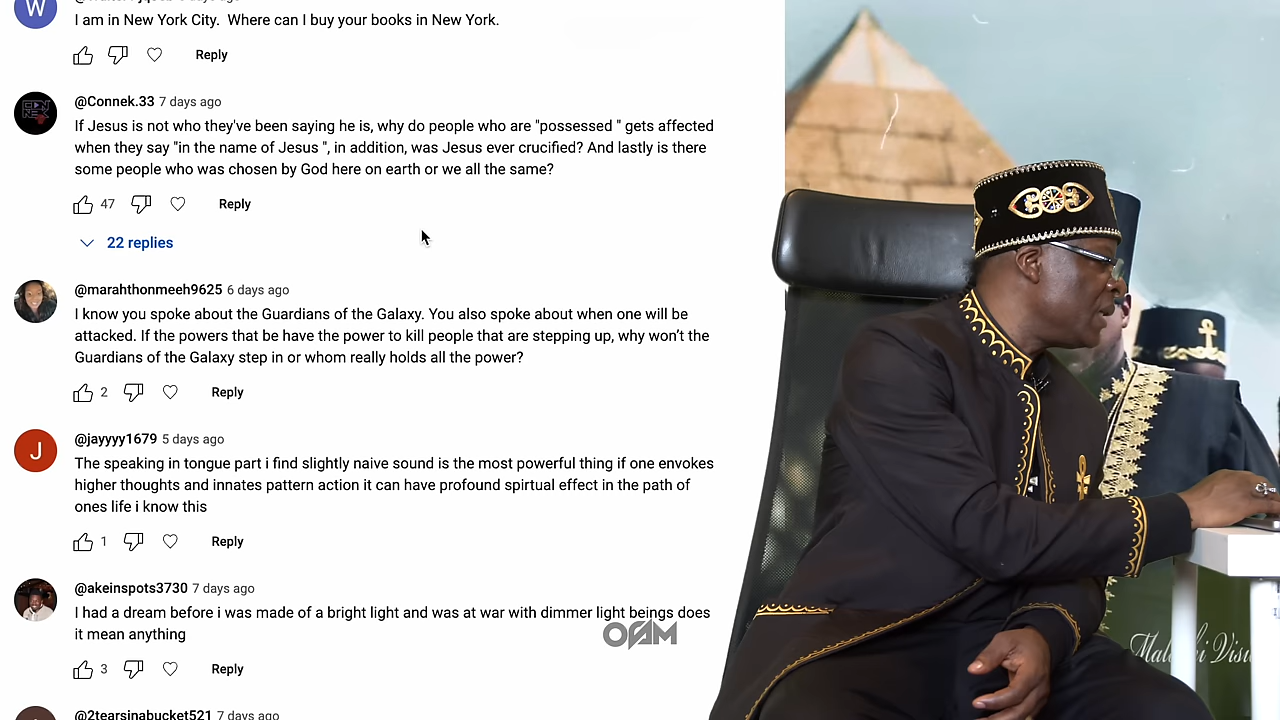 I am in New York City.  Where can I buy your books in New York.
Reply
@Connek.33 7 days ago
If Jesus is not who they've been saying he is, why do people who are "possessed " gets affected
when they say "in the name of Jesus ", in addition, was Jesus ever crucified? And lastly is there
some people who was chosen by God here on earth or we all the same?
47 Reply
22 replies
@marahthonmeeh9625 6 days ago
I know you spoke about the Guardians of the Galaxy. You also spoke about when one will be
attacked. If the powers that be have the power to kill people that are stepping up, why won't the
Guardians of the Galaxy step in or whom really holds all the power?
2 Reply
J
@jayyyy1679 5 days ago
The speaking in tongue part i find slightly naive sound is the most powerful thing if one envokes
higher thoughts and innates pattern action it can have profound spirtual effect in the path of
ones life i know this
1 Reply
@akeinspots3730 7 days ago
I had a dream before i was made of a bright light and was at war with dimmer light beings does
it mean anything
OFAM
3 Reply
@2tearsinabucket521 7 days ago
W